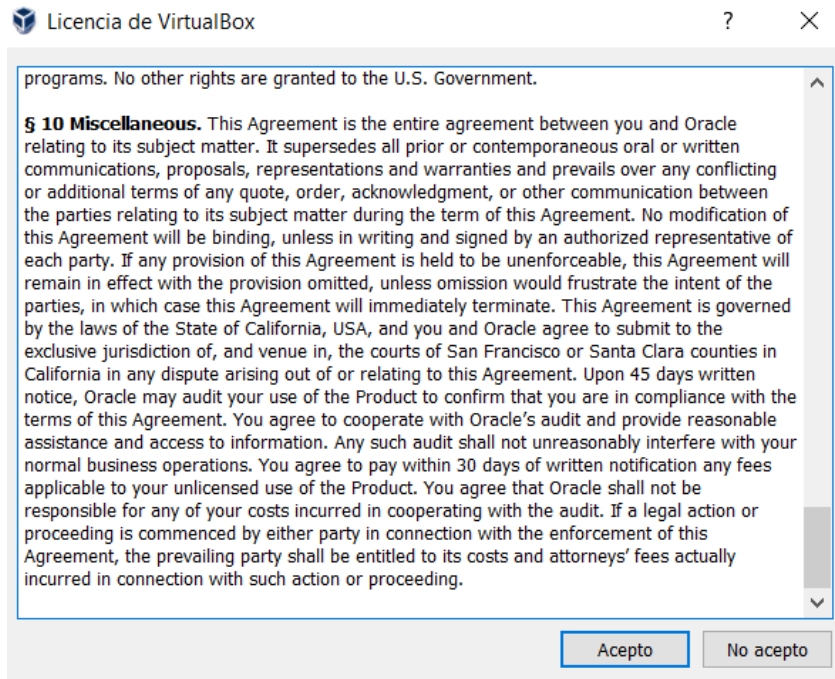 Licencia de VirtualBox
programs. No other rights are granted to the U.S. Government.
§ 10 Miscellaneous. This Agreement is the entire agreement between you and Oracle
relating to its subject matter. It supersedes all prior or contemporaneous oral or written
communications, proposals, representations and warranties and prevails over any conflicting
or additional terms of any quote, order, acknowledgment, or other communication between
the parties relating to its subject matter during the term of this Agreement. No modification of
this Agreement will be binding, unless in writing and signed by an authorized representative of
each party. If any provision of this Agreement is held to be unenforceable, this Agreement will
remain in effect with the provision omitted, unless omission would frustrate the intent of the
parties, in which case this Agreement will immediately terminate. This Agreement is governed
by the laws of the State of California, USA, and you and Oracle agree to submit to the
exclusive jurisdiction of, and venue in, the courts of San Francisco or Santa Clara counties in
California in any dispute arising out of or relating to this Agreement. Upon 45 days written
notice, Oracle may audit your use of the Product to confirm that you are in compliance with the
terms of this Agreement. You agree to cooperate with Oracle’s audit and provide reasonable
assistance and access to information. Any such audit shall not unreasonably interfere with your
normal business operations. You agree to pay within 30 days of written notification any fees
applicable to your unlicensed use of the Product. You agree that Oracle shall not be
responsible for any of your costs incurred in cooperating with the audit. If a legal action or
proceeding is commenced by either party in connection with the enforcement of this
Agreement, the prevailing party shall be entitled to its costs and attorneys’ fees actually
incurred in connection with such action or proceeding.
Acepto No acepto